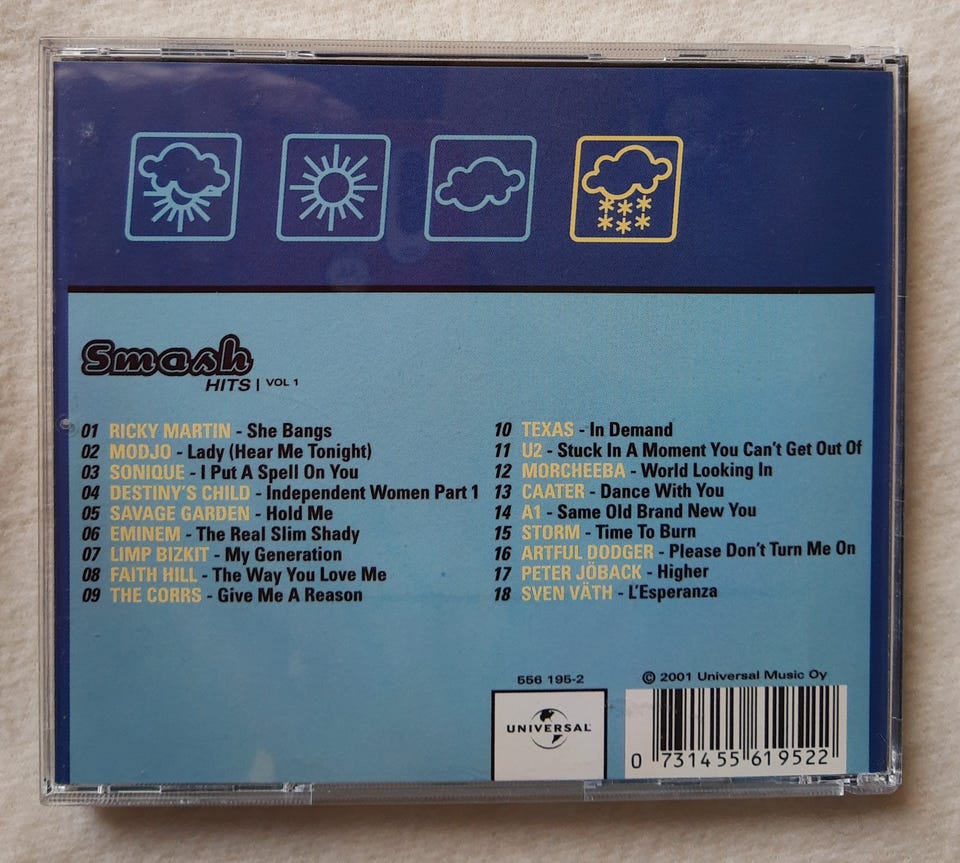 Smash
HITS | VOL 1
01 RICKY MARTIN - She Bangs
02 MODJO - Lady (Hear Me Tonight)
03 SONIQUE - I Put A Spell On You
04 DESTINY'S CHILD - Independent Women Part 1
05 SAVAGE GARDEN - Hold Me
06 EMINEM - The Real Slim Shady
07 LIMP BIZKIT - My Generation
08 FAITH HILL - The Way You Love Me
09 THE CORRS - Give Me A Reason
10 TEXAS - In Demand
11 U2 - Stuck In A Moment You Can't Get Out Of
12 MORCHEEBA - World Looking In
13 CAATER - Dance With You
14 A1 - Same Old Brand New You
15 STORM - Time To Burn
16 ARTFUL DODGER - Please Don't Turn Me On
17 PETER JÖBACK - Higher
18 SVEN VÄTH - L'Esperanza
556 195-2
© 2001 Universal Music Oy
UNIVERSAL
0 731455 619522